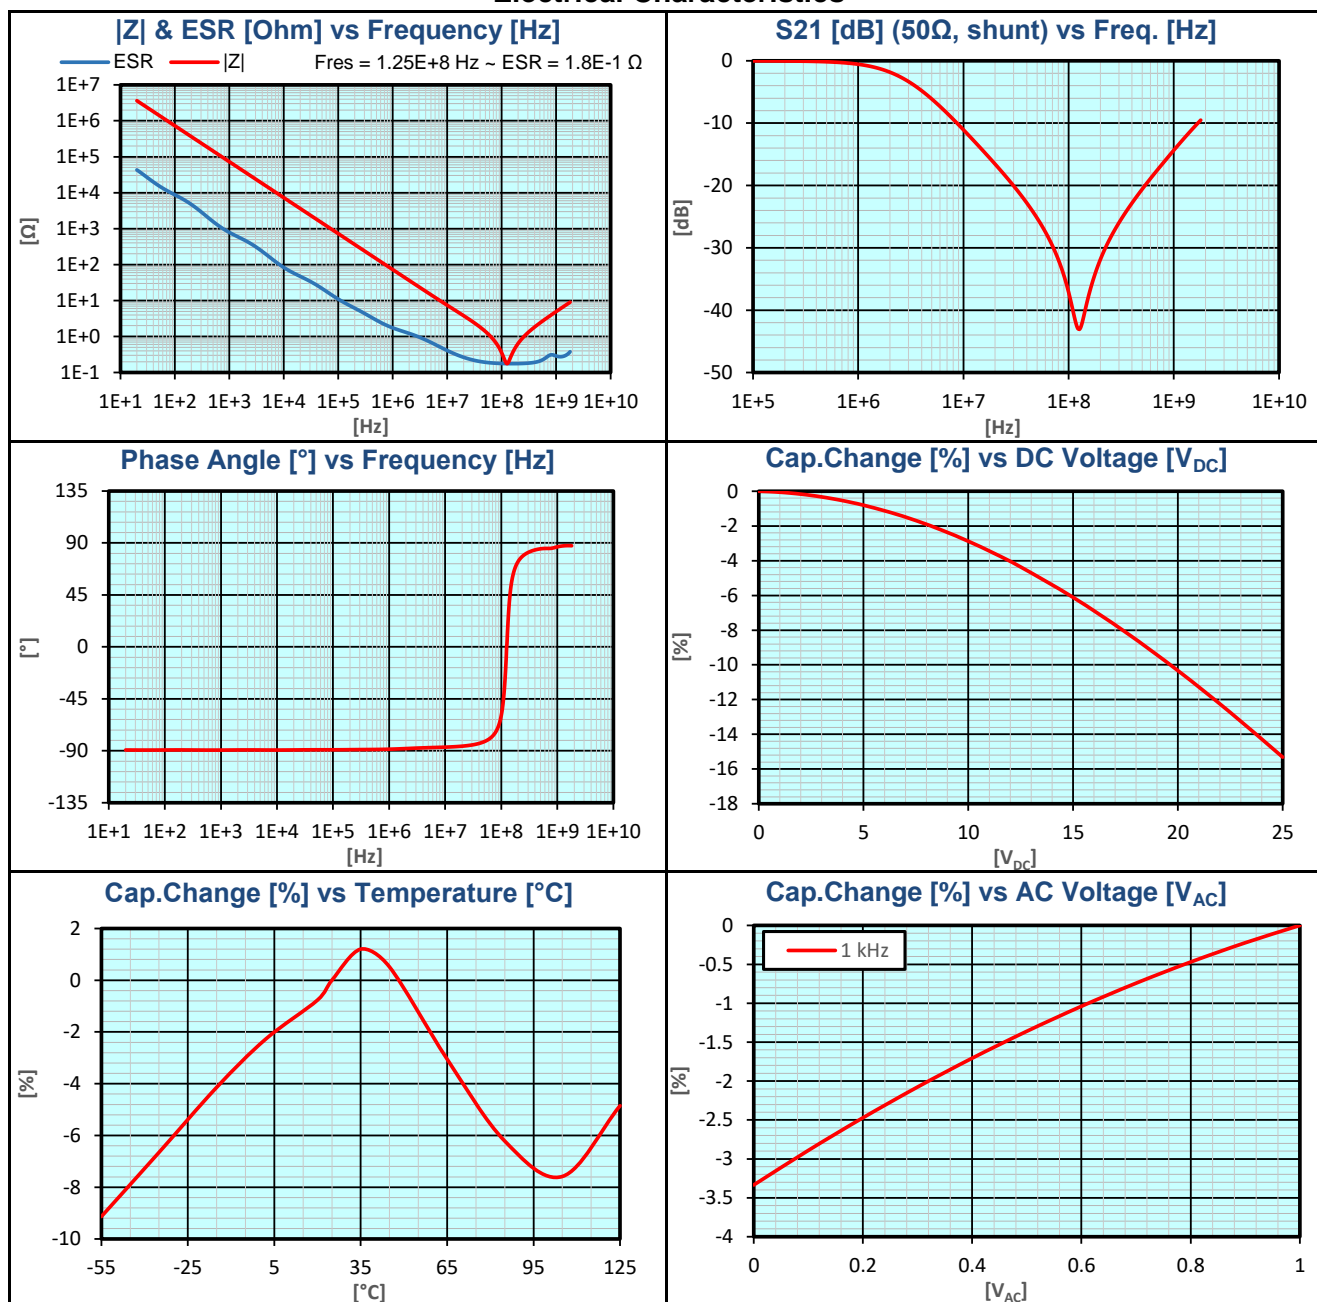 Electrical Characteristics
|Z| & ESR [Ohm] vs Frequency [Hz]
ESR |Z| Fres = 1.25E+8 Hz ~ ESR = 1.8E-1 Ω
1E+7
1E+6
1E+5
1E+4
1E+3
1E+2
1E+1
1E+0
1E-1
[Ω]
1E+1 1E+2 1E+3 1E+4 1E+5 1E+6 1E+7 1E+8 1E+9 1E+10
[Hz]
S21 [dB] (50Ω, shunt) vs Freq. [Hz]
0
-10
-20
-30
-40
-50
[dB]
1E+5 1E+6 1E+7 1E+8 1E+9 1E+10
[Hz]
Phase Angle [°] vs Frequency [Hz]
135
90
45
0
-45
-90
-135
[°]
1E+1 1E+2 1E+3 1E+4 1E+5 1E+6 1E+7 1E+8 1E+9 1E+10
[Hz]
Cap.Change [%] vs DC Voltage [VDC]
0
-2
-4
-6
-8
-10
-12
-14
-16
-18
[%]
0 5 10 15 20 25
[VDC]
Cap.Change [%] vs Temperature [°C]
2
0
-2
-4
-6
-8
-10
[%]
-55 -25 5 35 65 95 125
[°C]
Cap.Change [%] vs AC Voltage [VAC]
1 kHz
0
-0.5
-1
-1.5
-2
-2.5
-3
-3.5
-4
[%]
0 0.2 0.4 0.6 0.8 1
[VAC]